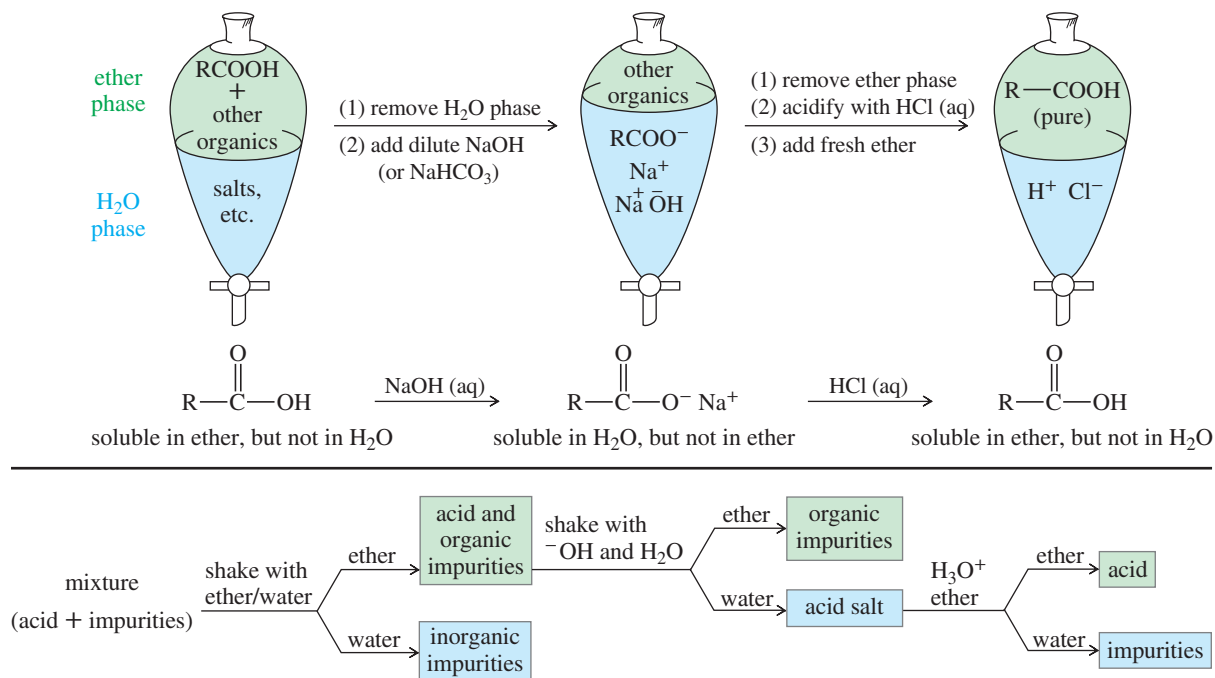 ether
phase
H₂O
phase
RCOOH
+
other
organics
salts,
etc.
(1) remove H₂O phase
(2) add dilute NaOH
(or NaHCO₃)
other
organics
RCOO⁻
Na⁺
Na⁺ ⁻OH
(1) remove ether phase
(2) acidify with HCl (aq)
(3) add fresh ether
R—COOH
(pure)
H⁺ Cl⁻
O
R—C—OH
soluble in ether, but not in H₂O
NaOH (aq)
O
R—C—O⁻ Na⁺
soluble in H₂O, but not in ether
HCl (aq)
O
R—C—OH
soluble in ether, but not in H₂O
mixture
(acid + impurities)
shake with
ether/water
ether
acid and
organic
impurities
water
inorganic
impurities
shake with
⁻OH and H₂O
ether
organic
impurities
water
acid salt
H₃O⁺
ether
ether
acid
water
impurities